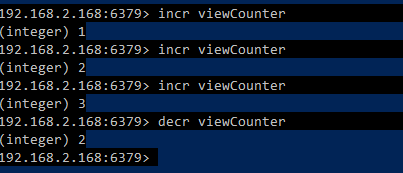 192.168.2.168:6379> incr viewCounter
(integer) 1
192.168.2.168:6379> incr viewCounter
(integer) 2
192.168.2.168:6379> incr viewCounter
(integer) 3
192.168.2.168:6379> decr viewCounter
(integer) 2
192.168.2.168:6379>